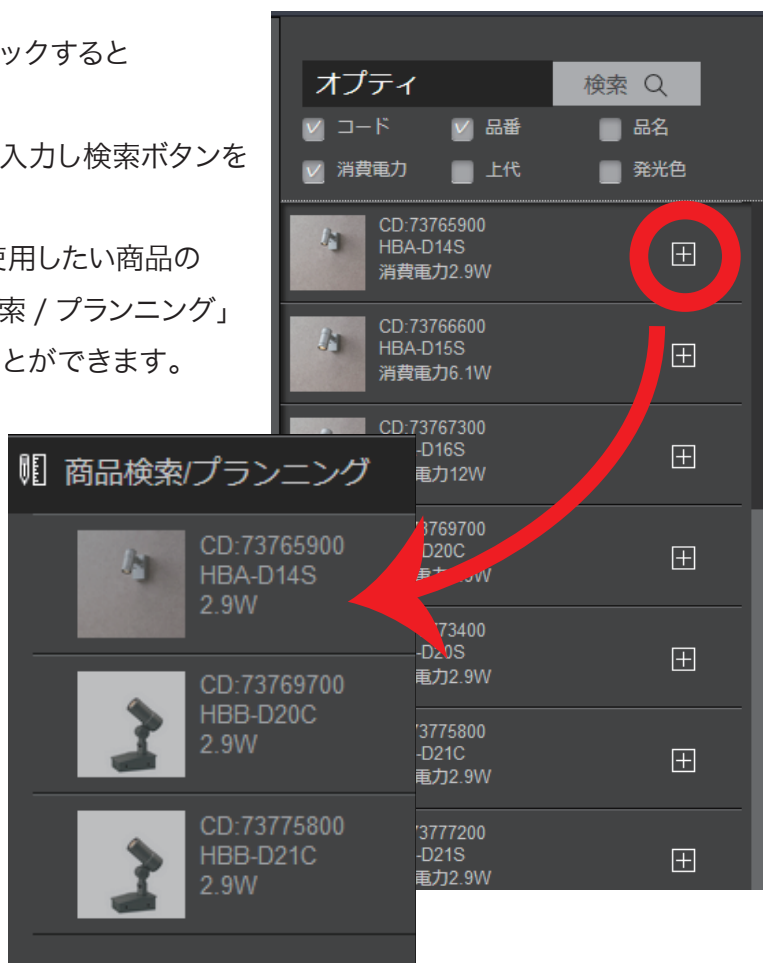 ックすると
入力し検索ボタンを
使用したい商品の
索 / プランニング」
とができます。
オプティ
検索
コード
品番
品名
消費電力
上代
発光色
CD:73765900
HBA-D14S
消費電力2.9W
CD:73766600
HBA-D15S
消費電力6.1W
CD:73767300
-D16S
電力12W
3769700
D20C
73400
-D20S
電力2.9W
3775800
-D21C
電力2.9W
3777200
-D21S
電力2.9W
商品検索/プランニング
CD:73765900
HBA-D14S
2.9W
CD:73769700
HBB-D20C
2.9W
CD:73775800
HBB-D21C
2.9W